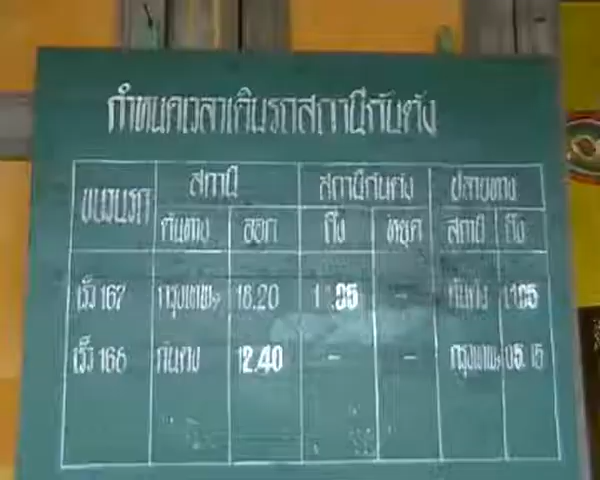 กำหนดเวลาเดินรถสถานีกันตัง
ขบวนรถ สถานี สถานีกันตัง ปลายทาง
ต้นทาง ออก ถึง หยุด สถานี ถึง
เร็ว 167 กรุงเทพฯ 18.20 11.05 - กันตัง 11.05
เร็ว 168 กันตัง 12.40 - - กรุงเทพฯ 05.15